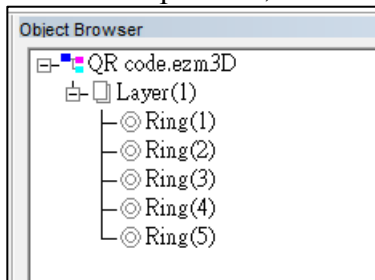 Object Browser
QR code.ezm3D
Layer(1)
Ring(1)
Ring(2)
Ring(3)
Ring(4)
Ring(5)